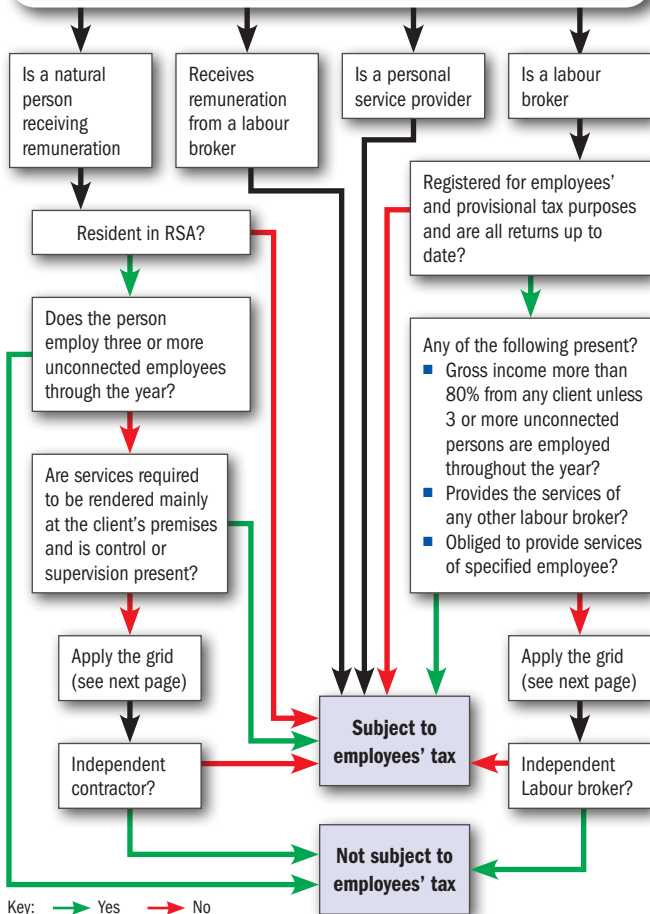 Is a natural
person
receiving
remuneration
Receives
remuneration
from a labour
broker
Is a personal
service provider
Is a labour
broker
Resident in RSA?
Registered for employees'
and provisional tax purposes
and are all returns up to
date?
Does the person
employ three or more
unconnected employees
through the year?
Any of the following present?
■ Gross income more than
80% from any client unless
3 or more unconnected
persons are employed
throughout the year?
■ Provides the services of
any other labour broker?
■ Obliged to provide services
of specified employee?
Are services required
to be rendered mainly
at the client's premises
and is control or
supervision present?
Apply the grid
(see next page)
Apply the grid
(see next page)
Subject to
employees' tax
Independent
contractor?
Independent
Labour broker?
Not subject to
employees' tax
Key: Yes No